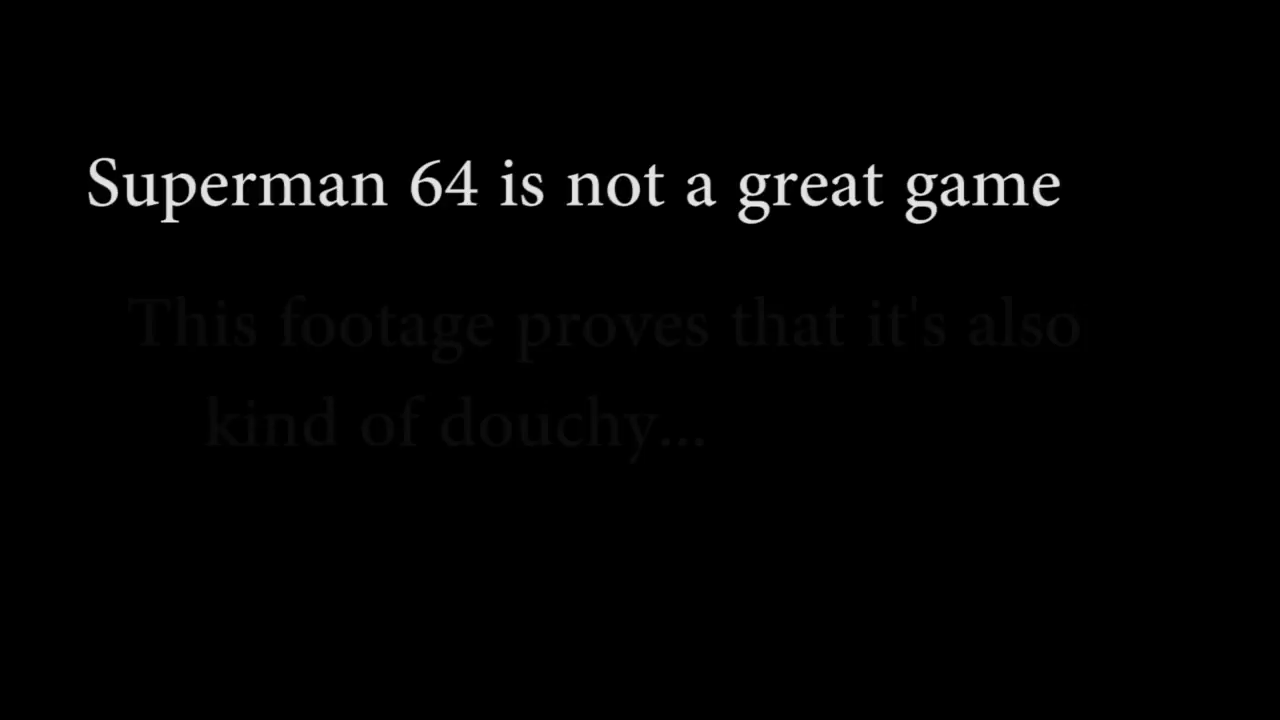 Superman 64 is not a great game
This footage proves that it's also
kind of douchy...